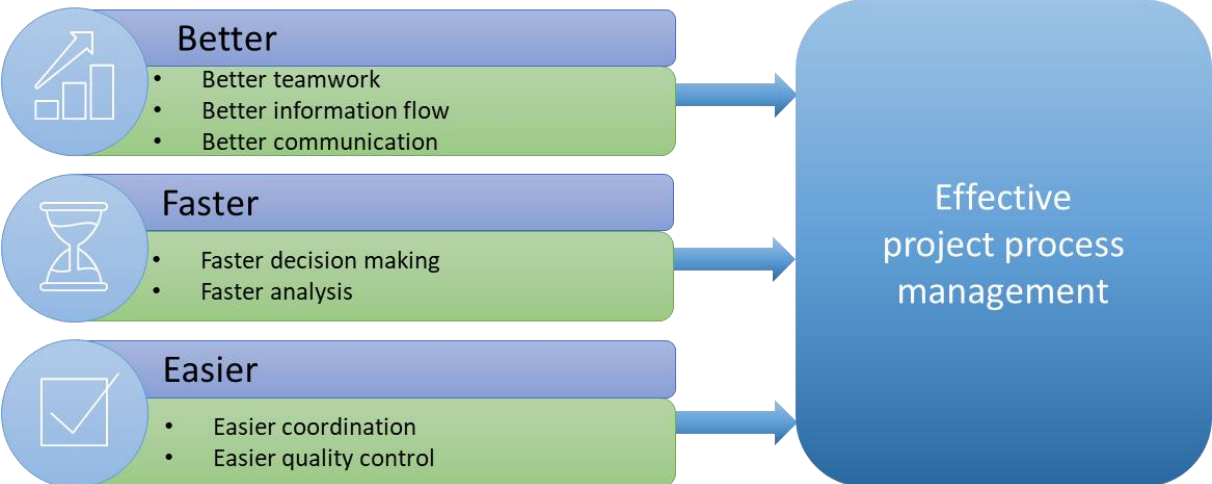 Better
• Better teamwork
• Better information flow
• Better communication
Faster
• Faster decision making
• Faster analysis
Easier
• Easier coordination
• Easier quality control
Effective
project process
management